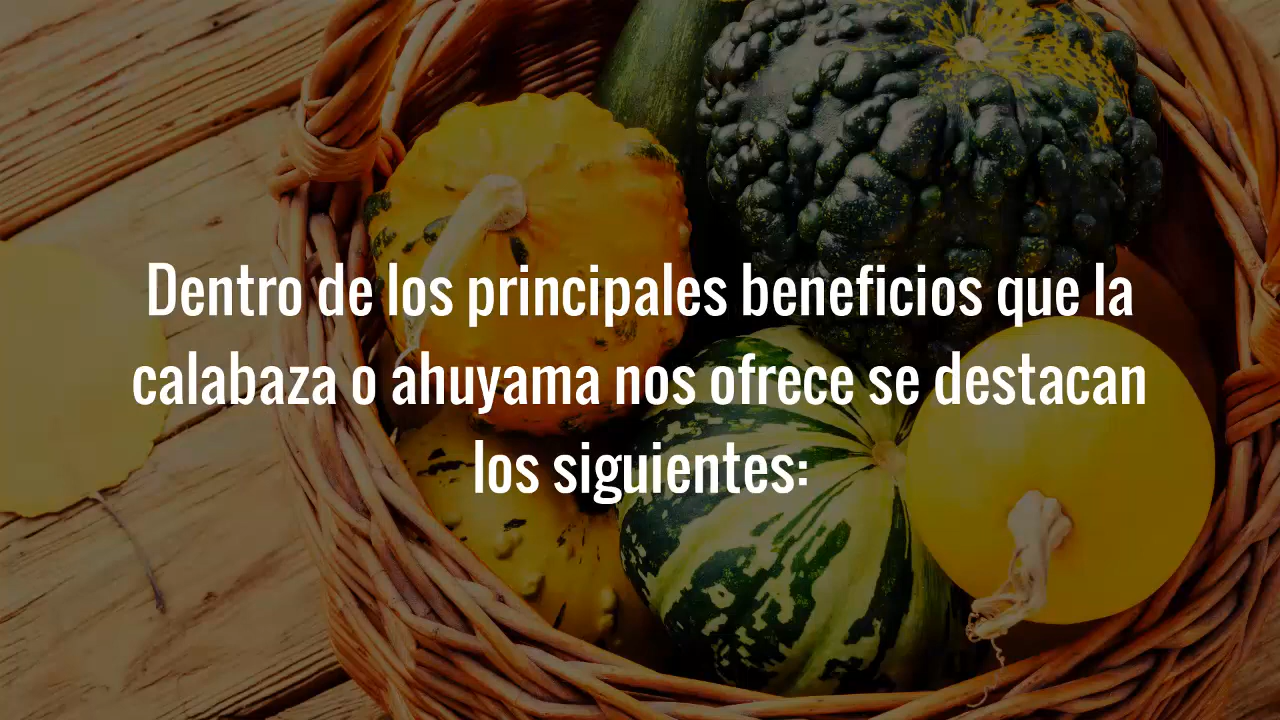 Dentro de los principales beneficios que la
calabaza o ahuyama nos ofrece se destacan
los siguientes: